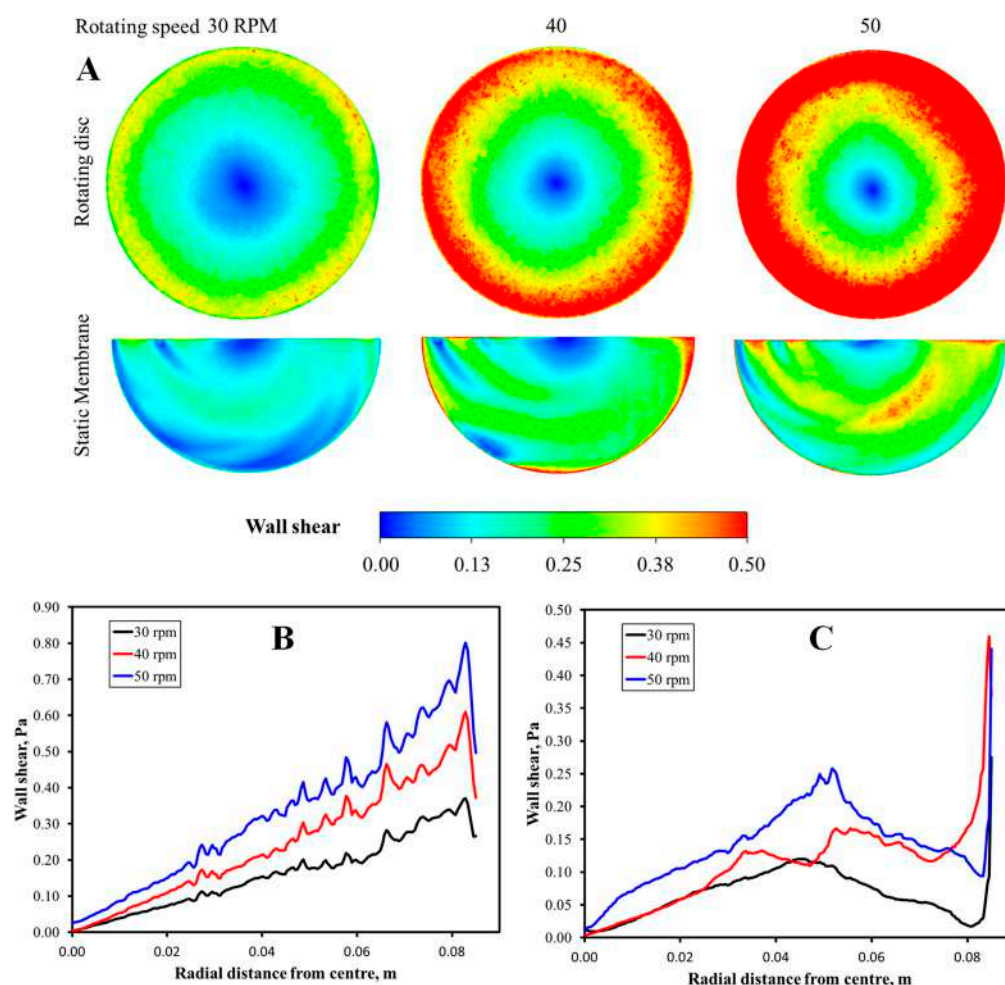 Rotating speed 30 RPM 40 50
A
Rotating disc
Static Membrane
Wall shear
0.00 0.13 0.25 0.38 0.50
B
30 rpm
40 rpm
50 rpm
Wall shear, Pa
0.90
0.80
0.70
0.60
0.50
0.40
0.30
0.20
0.10
0.00
0.00 0.02 0.04 0.06 0.08
Radial distance from centre, m
C
30 rpm
40 rpm
50 rpm
Wall shear, Pa
0.50
0.45
0.40
0.35
0.30
0.25
0.20
0.15
0.10
0.05
0.00
0.00 0.02 0.04 0.06 0.08
Radial distance from centre, m